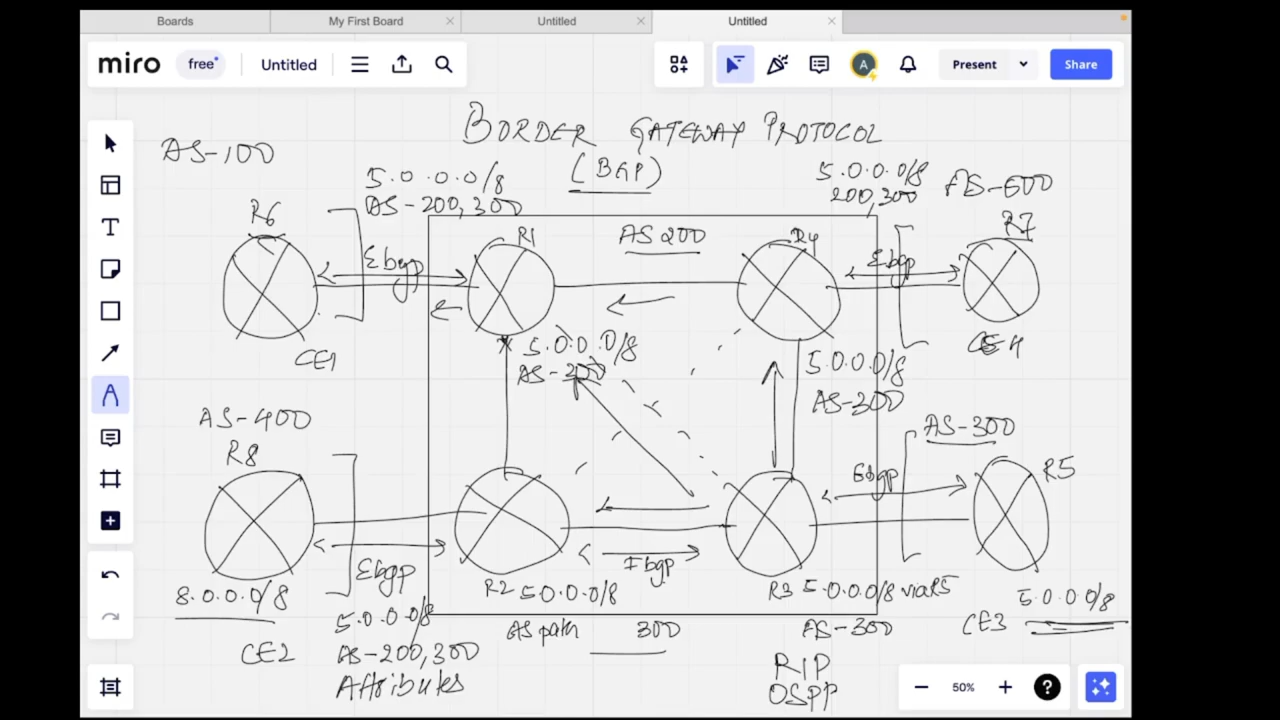 Boards My First Board Untitled Untitled
miro free Untitled A Present Share
BORDER GATEWAY PROTOCOL
(BGP)
AS-100
5.0.0.0/8
AS-200,300
5.0.0.0/8
200,300
R6
R1
AS 200
R4
R7
Ebgp
Ebgp
CE1
5.0.0.0/8
5.0.0.0/8
AS-300
CE4
AS-400
R8
AS-300
Ebgp
R5
Ibgp
Ebgp
8.0.0.0/8
R2 5.0.0.0/8
R3 5.0.0.0/8 via R5
5.0.0.0/8
5.0.0.0/8
AS path 300
AS-300
CE3
CE2
AS-200,300
Attributes
RIP
OSPP
50%
?